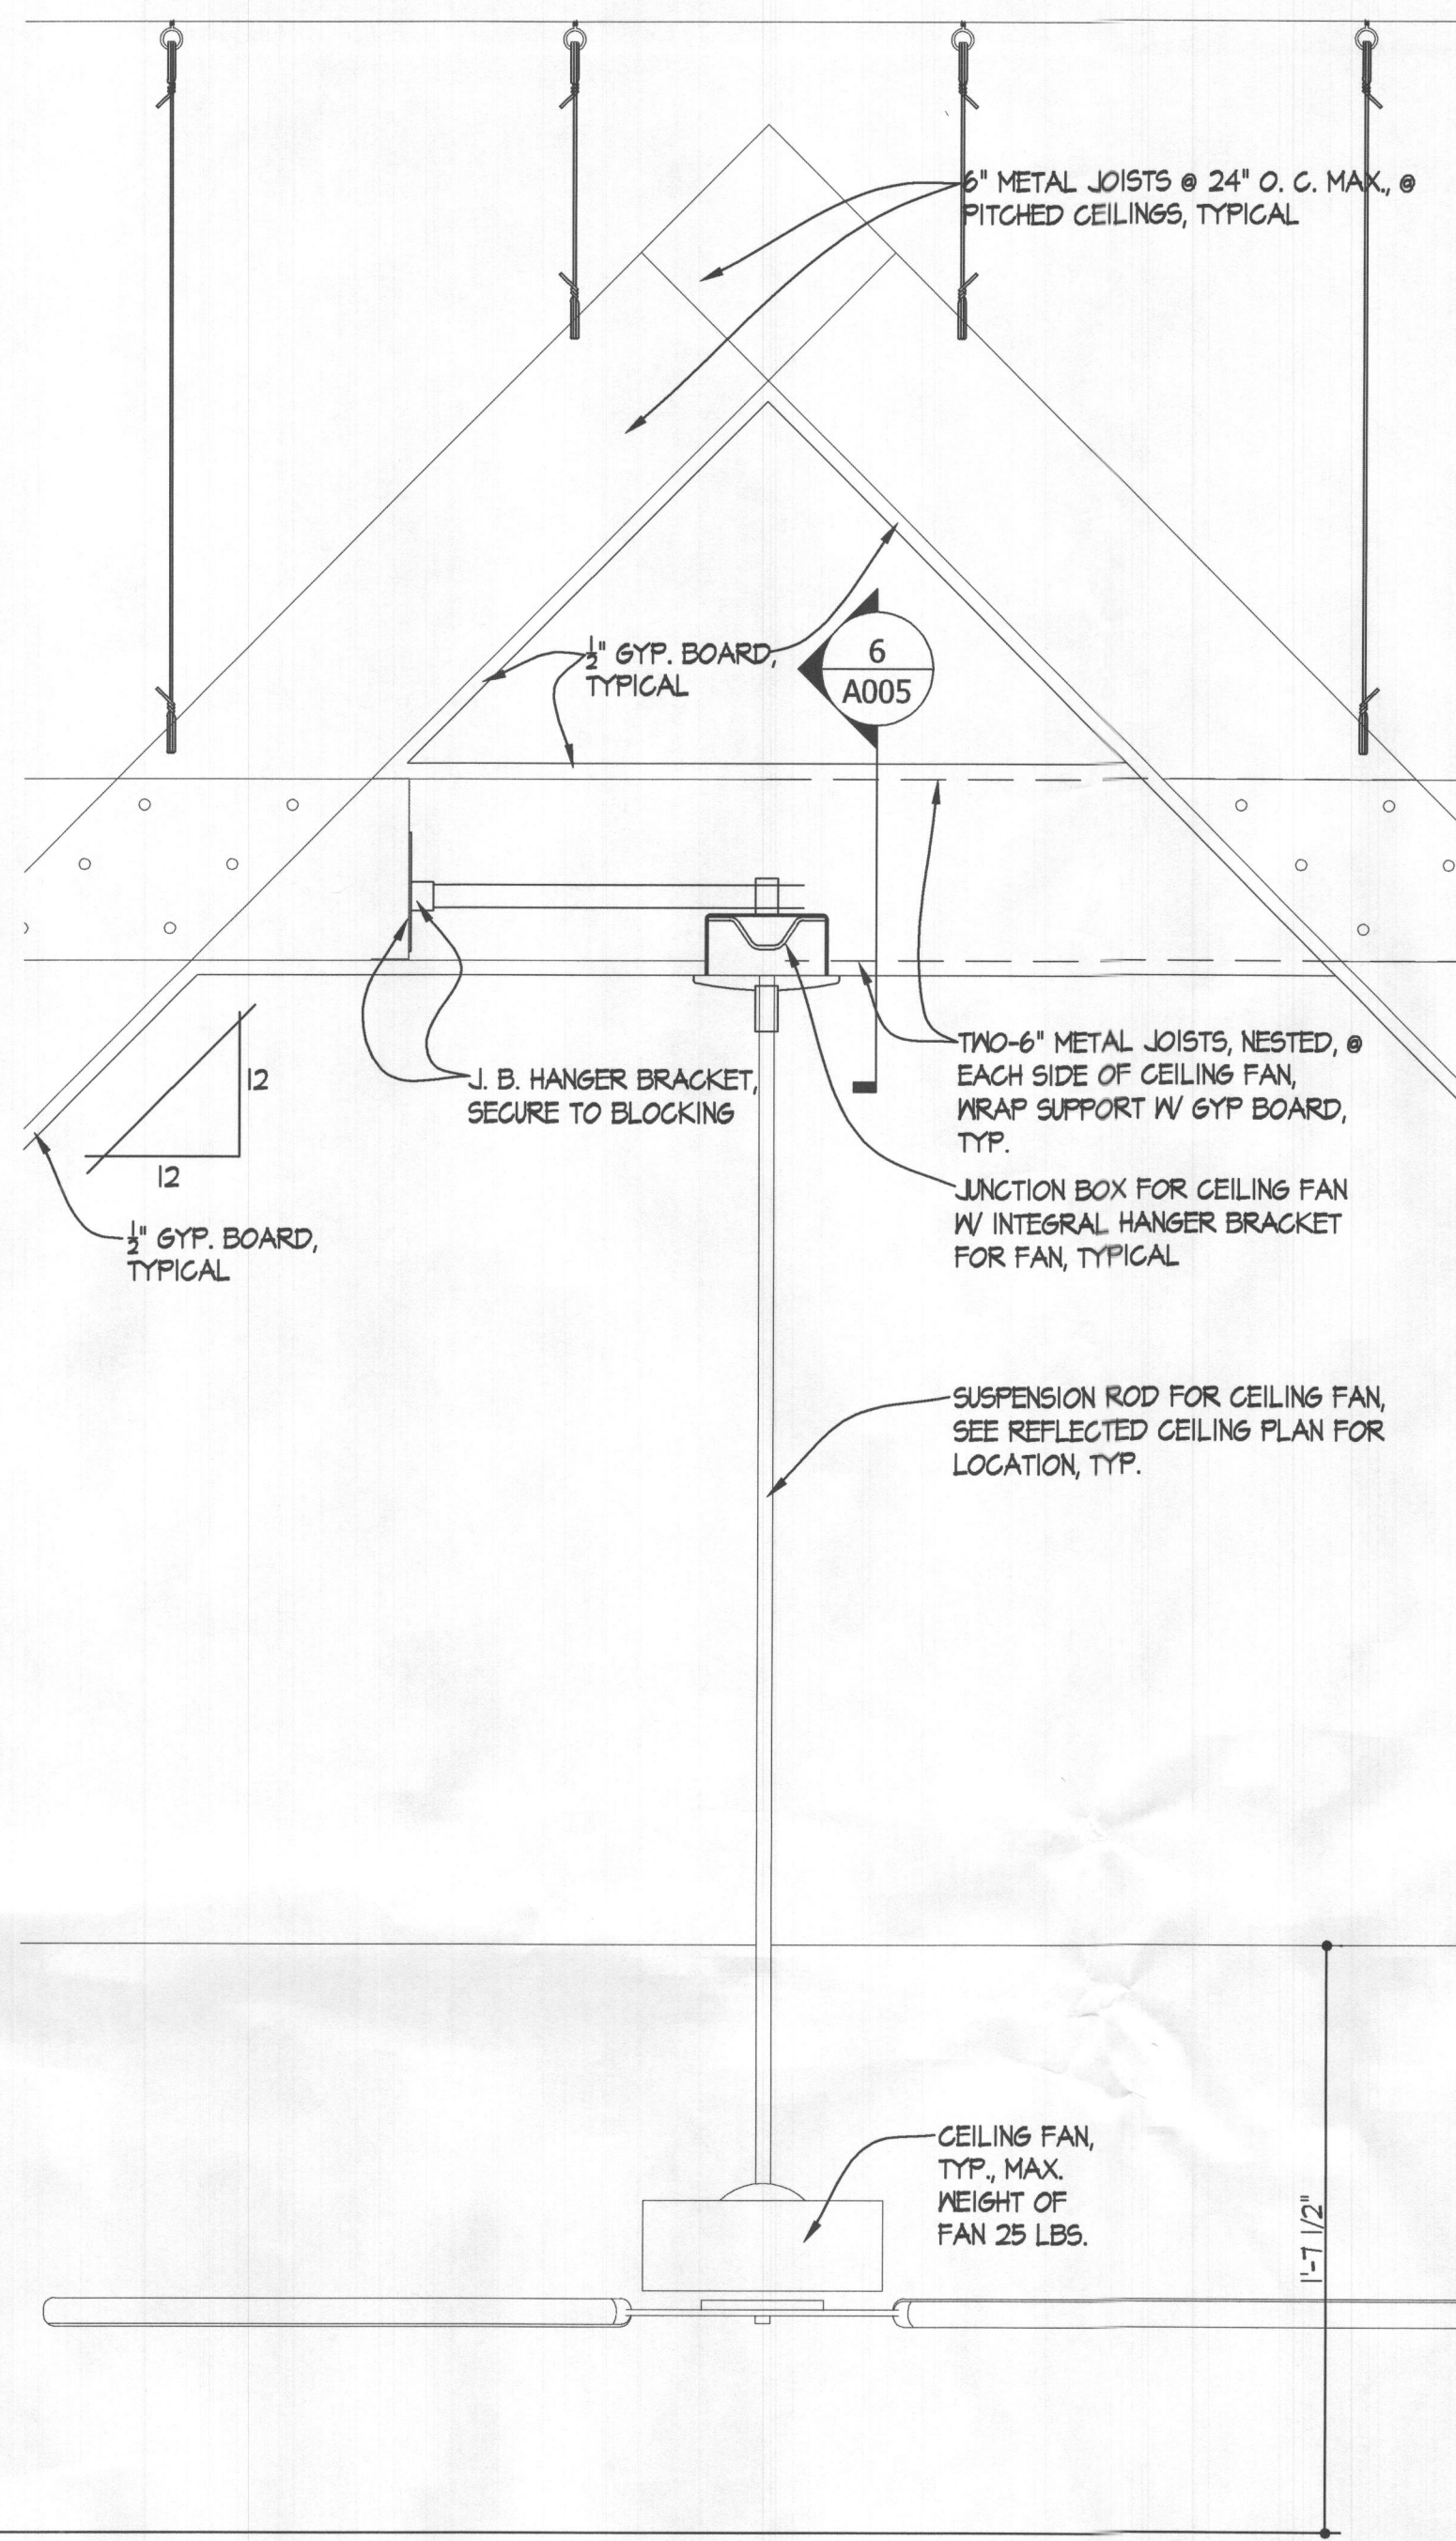 6" METAL JOISTS @ 24" O. C. MAX., @
PITCHED CEILINGS, TYPICAL
½" GYP. BOARD,
TYPICAL
6
A005
12
12
J. B. HANGER BRACKET,
SECURE TO BLOCKING
TWO-6" METAL JOISTS, NESTED, @
EACH SIDE OF CEILING FAN,
WRAP SUPPORT W/ GYP BOARD,
TYP.
JUNCTION BOX FOR CEILING FAN
W/ INTEGRAL HANGER BRACKET
FOR FAN, TYPICAL
½" GYP. BOARD,
TYPICAL
SUSPENSION ROD FOR CEILING FAN,
SEE REFLECTED CEILING PLAN FOR
LOCATION, TYP.
CEILING FAN,
TYP., MAX.
WEIGHT OF
FAN 25 LBS.
1'-7 1/2"